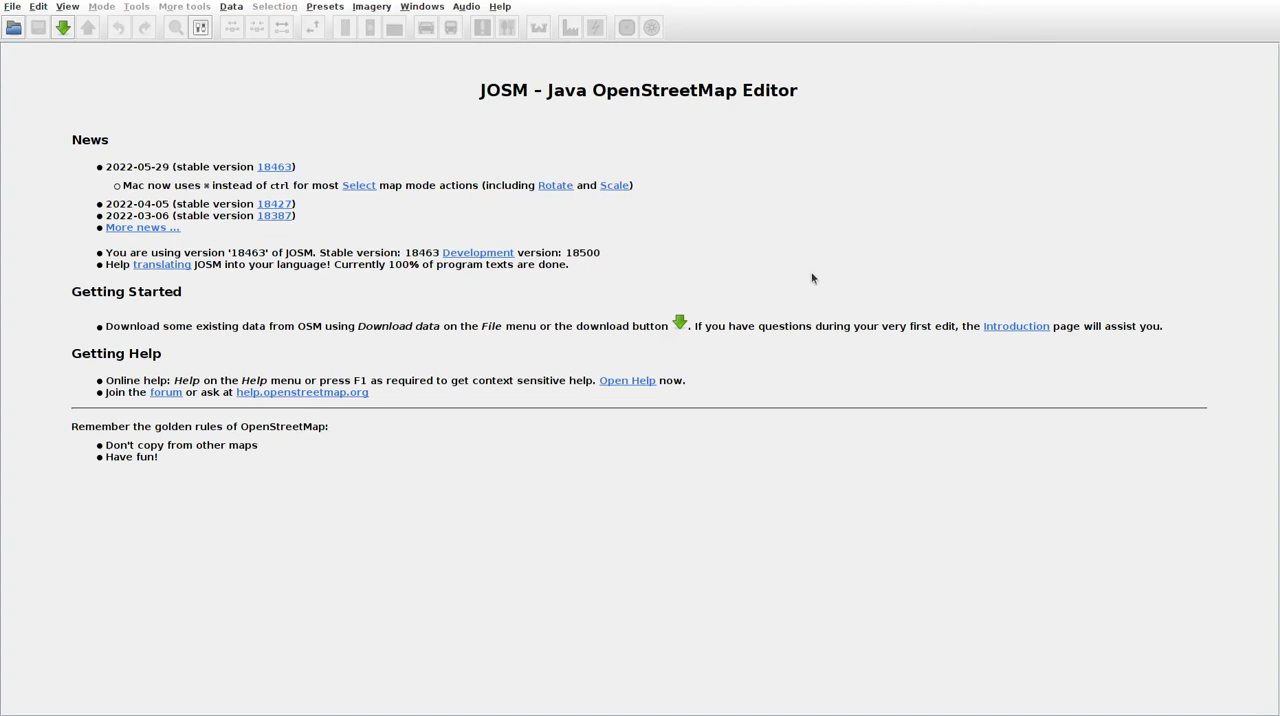 File Edit View Mode Tools More tools Data Selection Presets Imagery Windows Audio Help
JOSM – Java OpenStreetMap Editor
News
2022-05-29 (stable version 18463)
Mac now uses ⌘ instead of ctrl for most Select map mode actions (including Rotate and Scale)
2022-04-05 (stable version 18427)
2022-03-06 (stable version 18387)
More news ...
You are using version '18463' of JOSM. Stable version: 18463 Development version: 18500
Help translating JOSM into your language! Currently 100% of program texts are done.
Getting Started
Download some existing data from OSM using Download data on the File menu or the download button . If you have questions during your very first edit, the Introduction page will assist you.
Getting Help
Online help: Help on the Help menu or press F1 as required to get context sensitive help. Open Help now.
Join the forum or ask at help.openstreetmap.org
Remember the golden rules of OpenStreetMap:
Don't copy from other maps
Have fun!